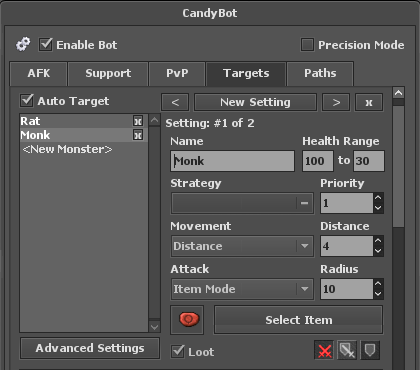 CandyBot
Enable Bot
Precision Mode
AFK Support PvP Targets Paths
Auto Target
Rat x
Monk x
<New Monster>
Advanced Settings
< New Setting > x
Setting: #1 of 2
Name Health Range
Monk 100 to 30
Strategy Priority
1
Movement Distance
Distance 4
Attack Radius
Item Mode 10
Select Item
Loot